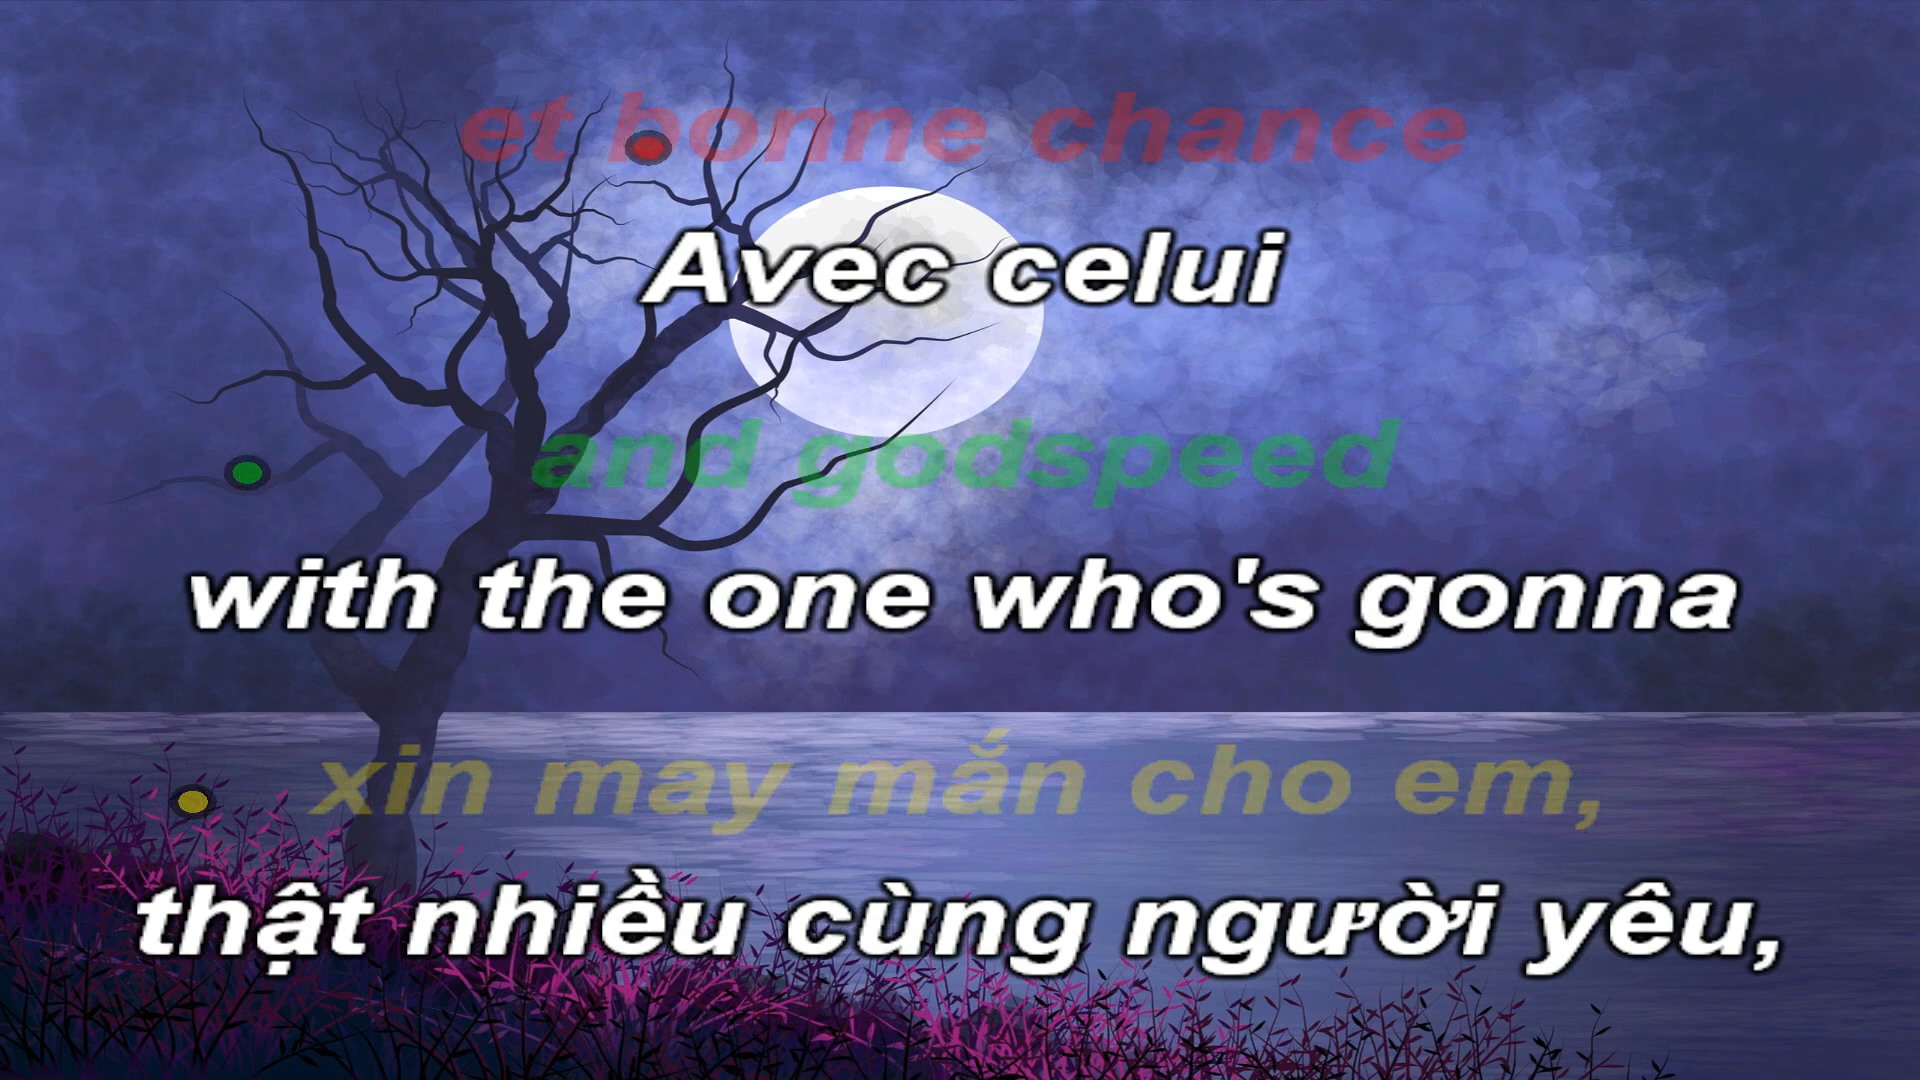 et bonne chance
Avec celui
and godspeed
with the one who's gonna
xin may mắn cho em,
thật nhiều cùng người yêu,